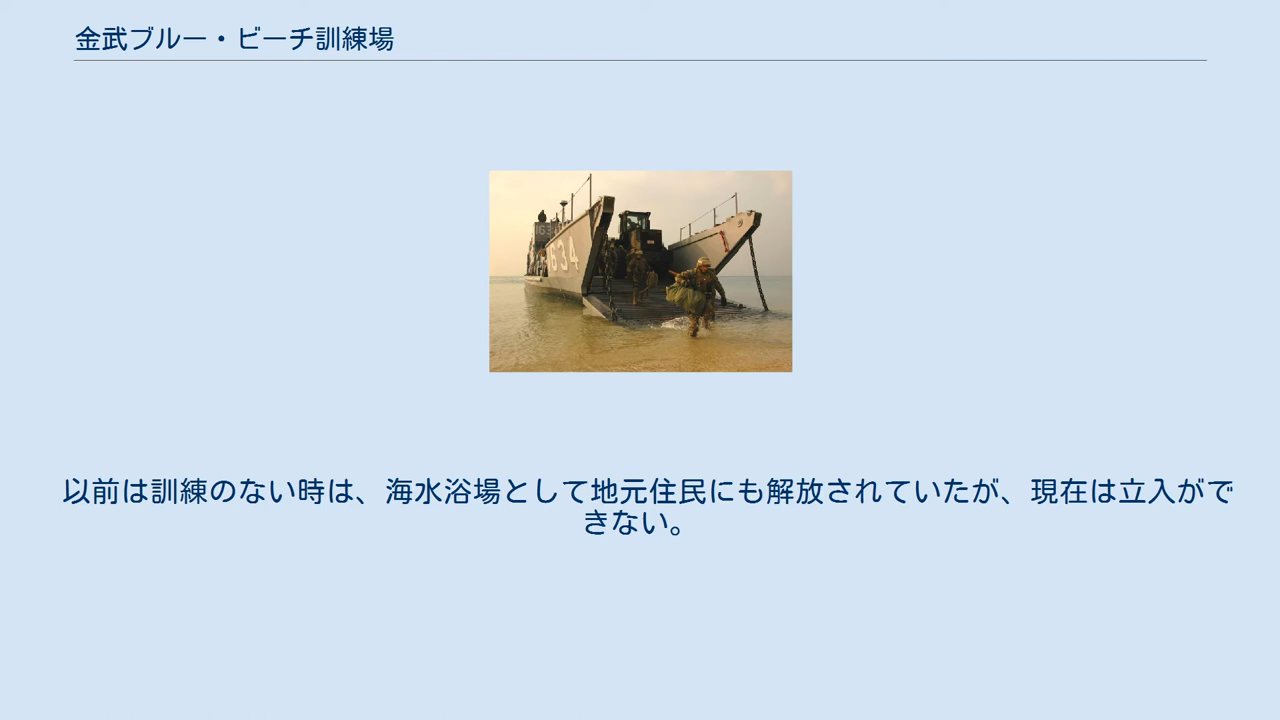 金武ブルー・ビーチ訓練場
1634
163
以前は訓練のない時は、海水浴場として地元住民にも解放されていたが、現在は立入がで
きない。